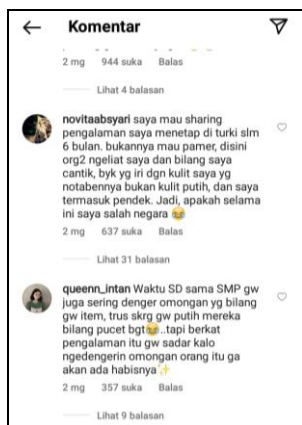 Komentar
2 mg 944 suka Balas
Lihat 4 balasan
novitaabsyari saya mau sharing
pengalaman saya menetap di turki slm
6 bulan. bukannya mau pamer, disini
org2 ngeliat saya dan bilang saya
cantik, byk yg iri dgn kulit saya yg
notabennya bukan kulit putih, dan saya
termasuk pendek. Jadi, apakah selama
ini saya salah negara 😂
2 mg 637 suka Balas
Lihat 31 balasan
queenn_intan Waktu SD sama SMP gw
juga sering denger omongan yg bilang
gw item, trus skrg gw putih mereka
bilang pucet bgt😂..tapi berkat
pengalaman itu gw sadar kalo
ngedengerin omongan orang itu ga
akan ada habisnya✨
2 mg 357 suka Balas
Lihat 9 balasan